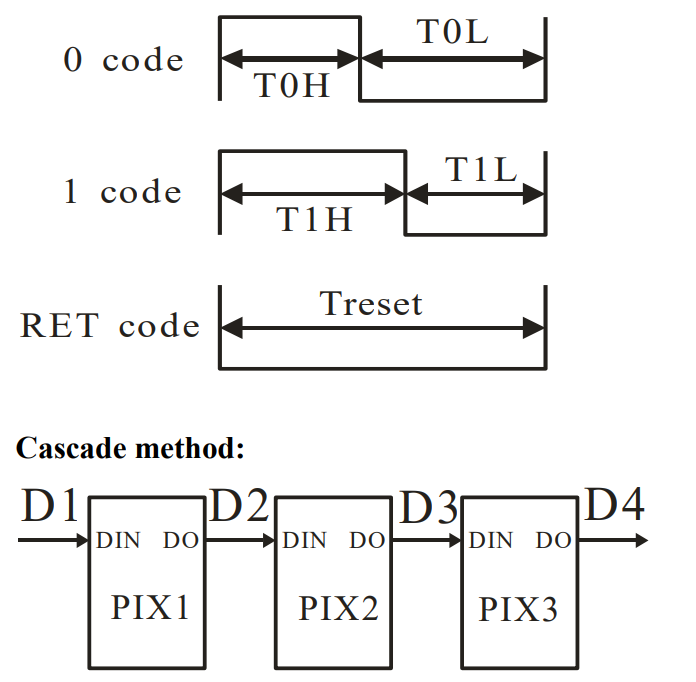 0 code
T0H
T0L
1 code
T1H
T1L
RET code
Treset
Cascade method:
D1 D2 D3 D4
DIN DO DIN DO DIN DO
PIX1 PIX2 PIX3